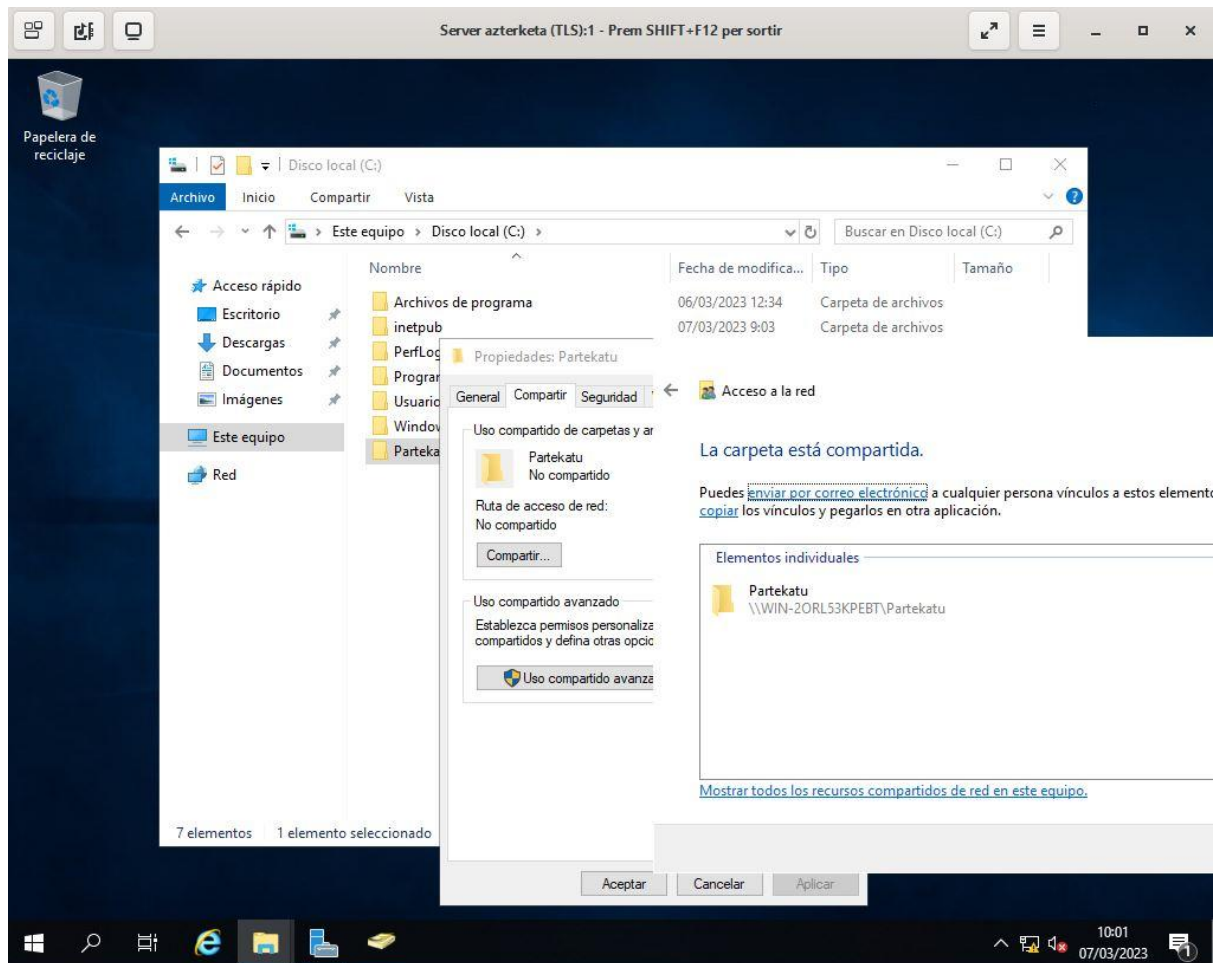 Server azterketa (TLS):1 - Prem SHIFT+F12 per sortir
Papelera de
reciclaje
Disco local (C:)
Archivo Inicio Compartir Vista
Este equipo > Disco local (C:) >
Buscar en Disco local (C:)
Nombre Fecha de modifica... Tipo Tamaño
Acceso rápido
Escritorio
Descargas
Documentos
Imágenes
Este equipo
Red
Archivos de programa 06/03/2023 12:34 Carpeta de archivos
inetpub 07/03/2023 9:03 Carpeta de archivos
PerfLog
Program
Usuario
Window
Parteka
7 elementos 1 elemento seleccionado
Propiedades: Partekatu
General Compartir Seguridad
Uso compartido de carpetas y ar
Partekatu
No compartido
Ruta de acceso de red:
No compartido
Compartir...
Uso compartido avanzado
Establezca permisos personaliza
compartidos y defina otras opcio
Uso compartido avanza
Aceptar Cancelar Aplicar
Acceso a la red
La carpeta está compartida.
Puedes enviar por correo electrónico a cualquier persona vínculos a estos elemento
copiar los vínculos y pegarlos en otra aplicación.
Elementos individuales
Partekatu
\\WIN-2ORL53KPEBT\Partekatu
Mostrar todos los recursos compartidos de red en este equipo.
10:01
07/03/2023
1